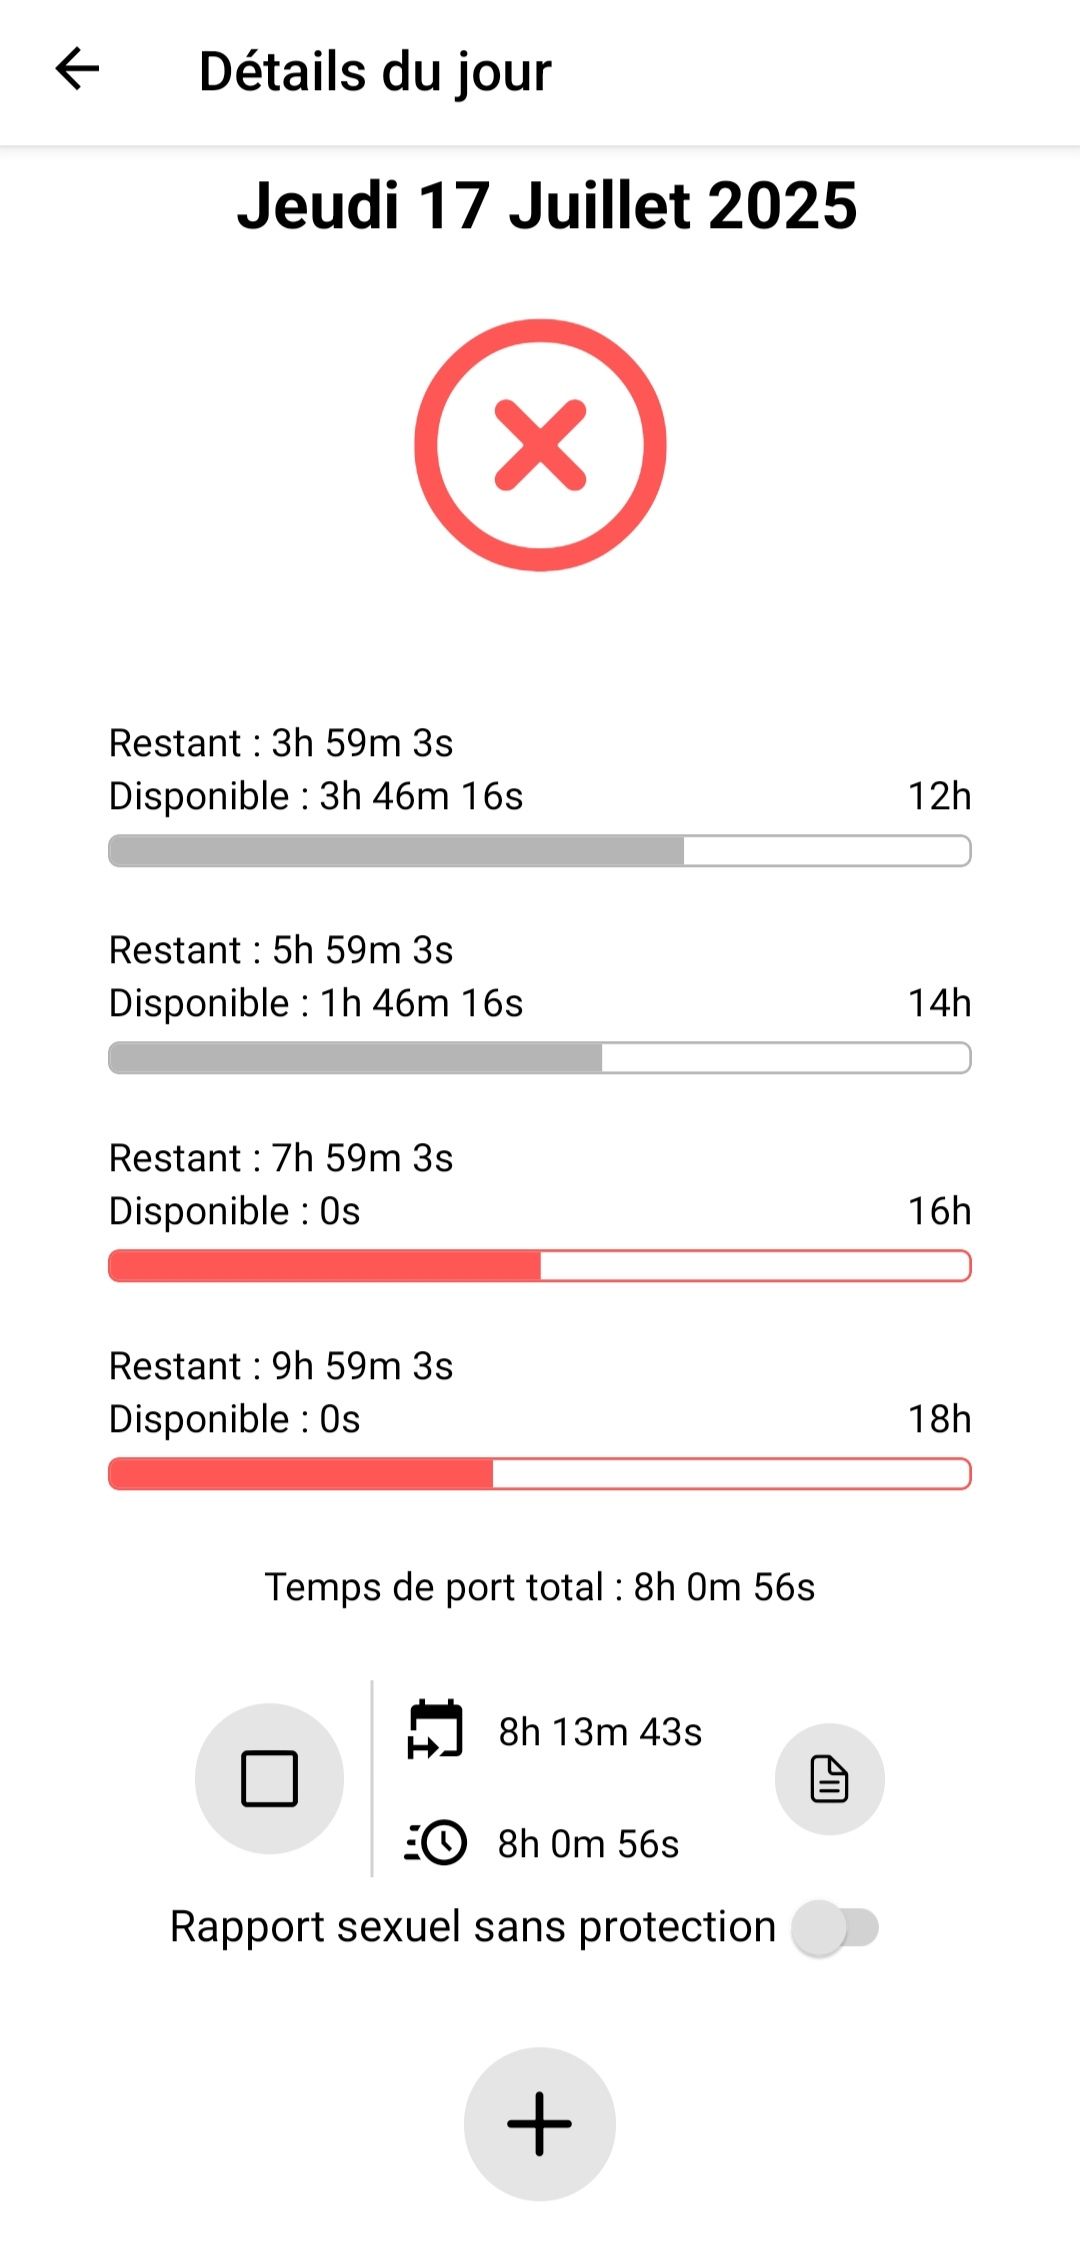 Détails du jour
Jeudi 17 Juillet 2025
Restant : 3h 59m 3s
Disponible : 3h 46m 16s 12h
Restant : 5h 59m 3s
Disponible : 1h 46m 16s 14h
Restant : 7h 59m 3s
Disponible : 0s 16h
Restant : 9h 59m 3s
Disponible : 0s 18h
Temps de port total : 8h 0m 56s
8h 13m 43s
8h 0m 56s
Rapport sexuel sans protection